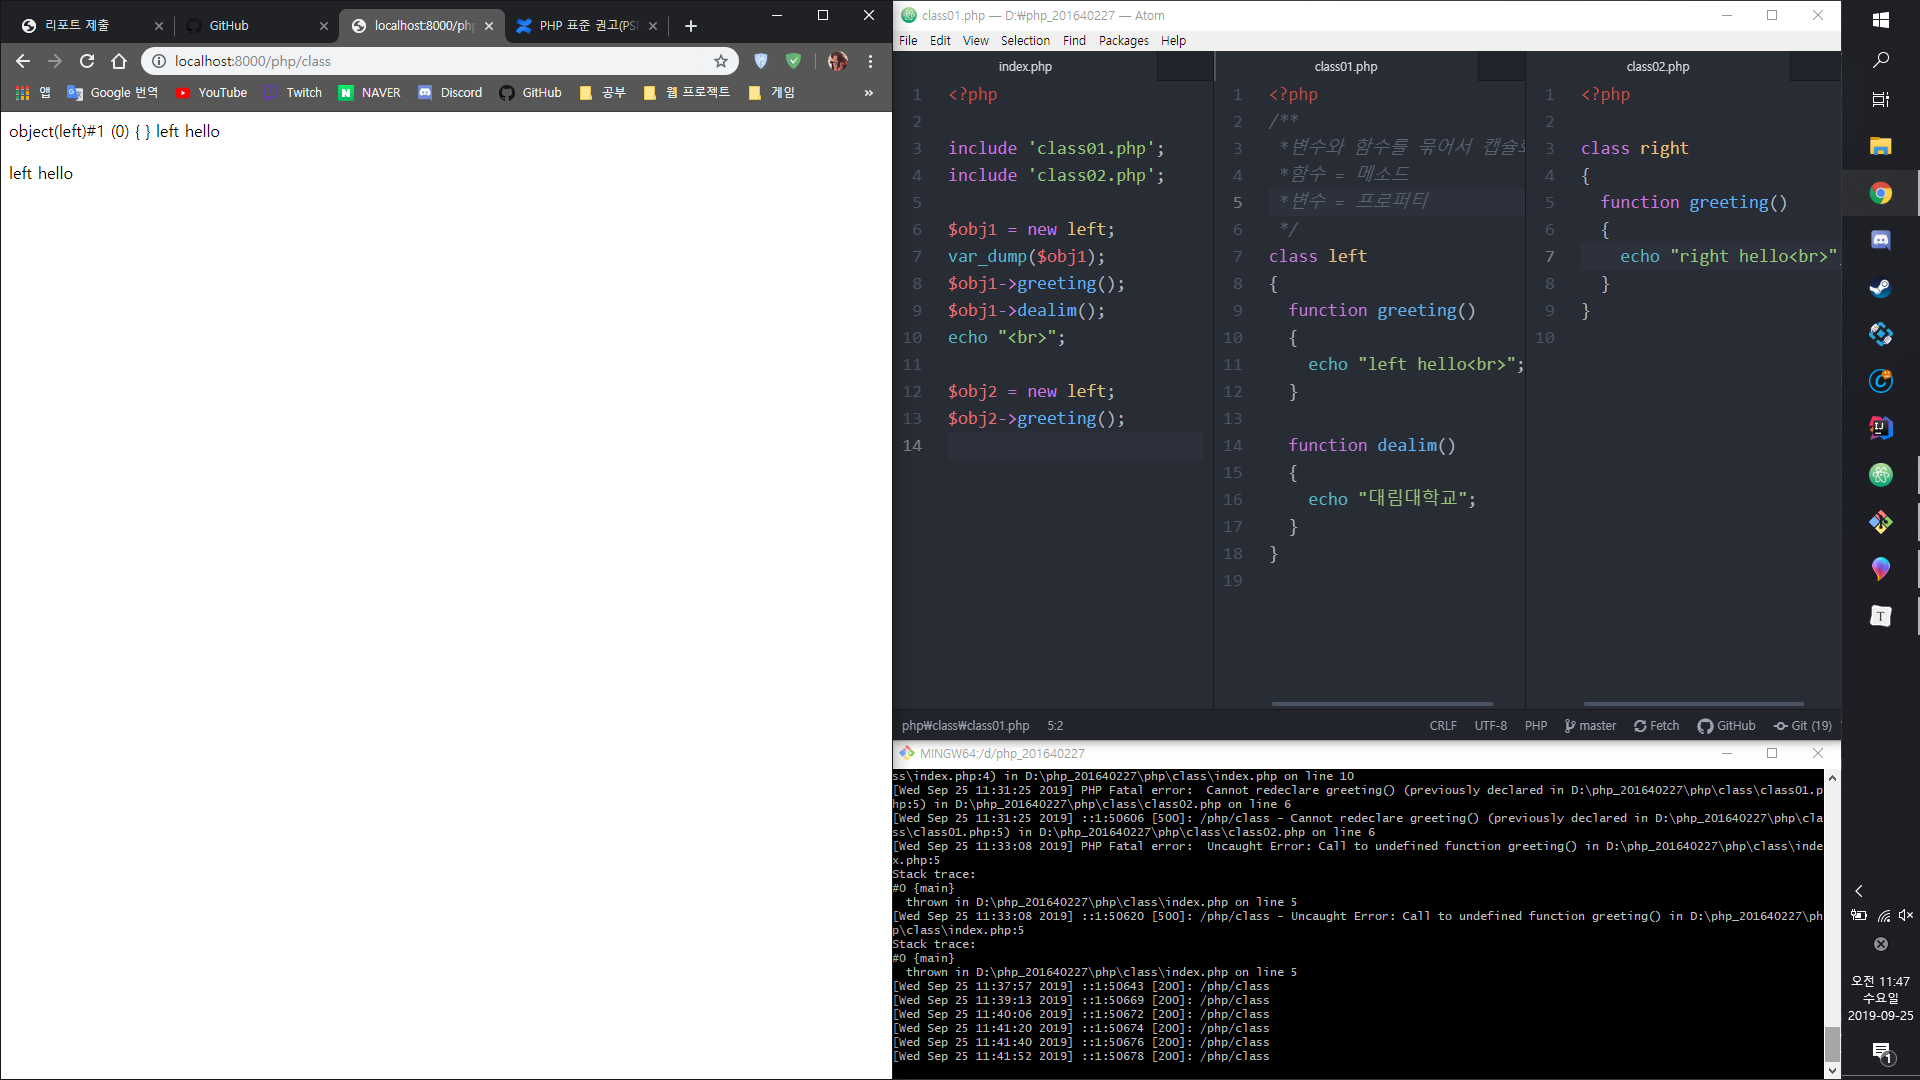 리포트 제출
GitHub
localhost:8000/php
PHP 표준 권고(PS
localhost:8000/php/class
앱
Google 번역
YouTube
Twitch
NAVER
Discord
GitHub
공부
웹 프로젝트
게임
»
object(left)#1 (0) { } left hello
left hello
class01.php — D:₩php_201640227 — Atom
File Edit View Selection Find Packages Help
index.php
1 <?php
2
3 include 'class01.php';
4 include 'class02.php';
5
6 $obj1 = new left;
7 var_dump($obj1);
8 $obj1->greeting();
9 $obj1->dealim();
10 echo "<br>";
11
12 $obj2 = new left;
13 $obj2->greeting();
14
class01.php
1 <?php
2 /**
3 *변수와 함수를 묶어서 캡슐
4 *함수 = 메소드
5 *변수 = 프로퍼티
6 */
7 class left
8 {
9 function greeting()
10 {
11 echo "left hello<br>";
12 }
13
14 function dealim()
15 {
16 echo "대림대학교";
17 }
18 }
19
class02.php
1 <?php
2
3 class right
4 {
5 function greeting()
6 {
7 echo "right hello<br>"
8 }
9 }
10
php₩class₩class01.php 5:2
CRLF UTF-8 PHP master Fetch GitHub Git (19)
MINGW64:/d/php_201640227
ss\index.php:4) in D:\php_201640227\php\class\index.php on line 10
[Wed Sep 25 11:31:25 2019] PHP Fatal error:  Cannot redeclare greeting() (previously declared in D:\php_201640227\php\class\class01.p
hp:5) in D:\php_201640227\php\class\class02.php on line 6
[Wed Sep 25 11:31:25 2019] ::1:50606 [500]: /php/class - Cannot redeclare greeting() (previously declared in D:\php_201640227\php\cla
ss\class01.php:5) in D:\php_201640227\php\class\class02.php on line 6
[Wed Sep 25 11:33:08 2019] PHP Fatal error:  Uncaught Error: Call to undefined function greeting() in D:\php_201640227\php\class\inde
x.php:5
Stack trace:
#0 {main}
thrown in D:\php_201640227\php\class\index.php on line 5
[Wed Sep 25 11:33:08 2019] ::1:50620 [500]: /php/class - Uncaught Error: Call to undefined function greeting() in D:\php_201640227\ph
p\class\index.php:5
Stack trace:
#0 {main}
thrown in D:\php_201640227\php\class\index.php on line 5
[Wed Sep 25 11:37:57 2019] ::1:50643 [200]: /php/class
[Wed Sep 25 11:39:13 2019] ::1:50669 [200]: /php/class
[Wed Sep 25 11:40:06 2019] ::1:50672 [200]: /php/class
[Wed Sep 25 11:41:20 2019] ::1:50674 [200]: /php/class
[Wed Sep 25 11:41:40 2019] ::1:50676 [200]: /php/class
[Wed Sep 25 11:41:52 2019] ::1:50678 [200]: /php/class
오전 11:47
수요일
2019-09-25
1